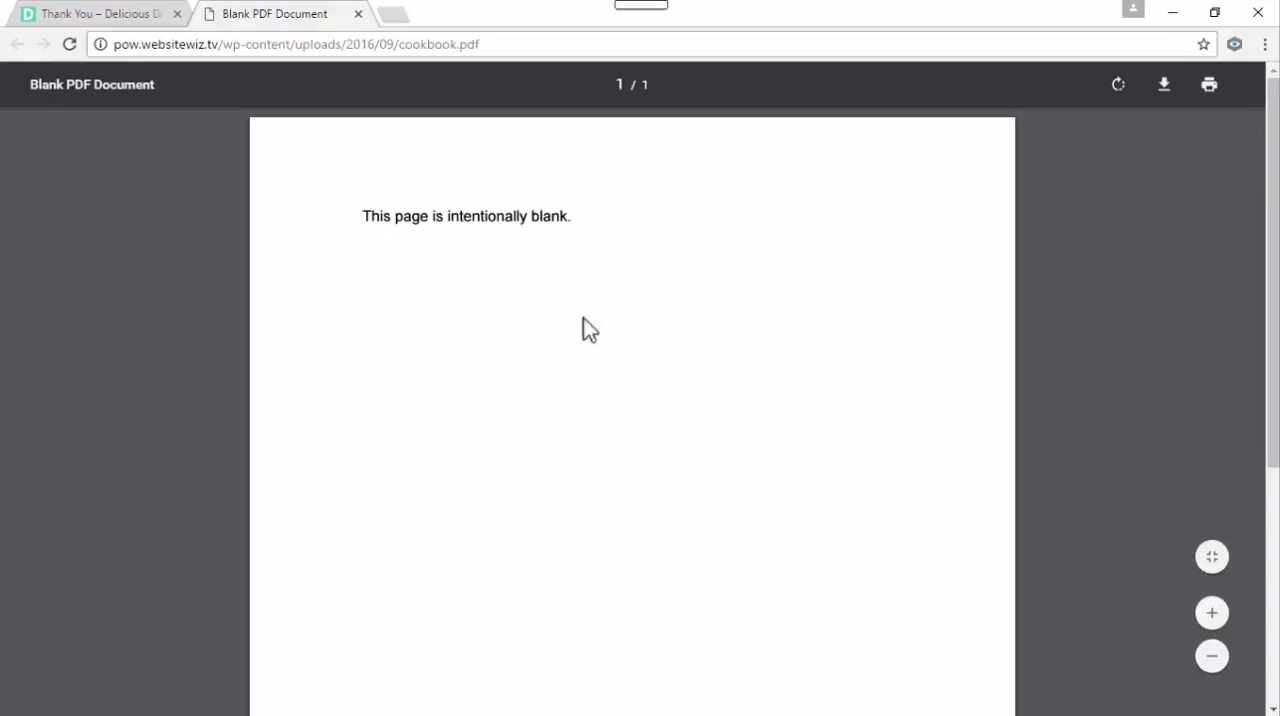 Thank You – Delicious D
Blank PDF Document
pow.websitewiz.tv/wp-content/uploads/2016/09/cookbook.pdf
Blank PDF Document
1 / 1
This page is intentionally blank.